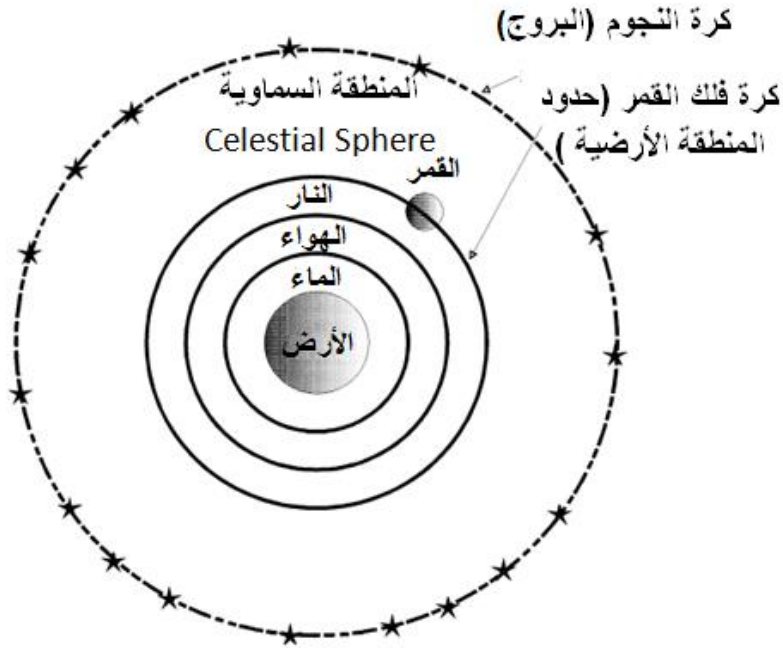 كرة النجوم (البروج)
كرة فلك القمر (حدود
المنطقة الأرضية )
المنطقة السماوية
Celestial Sphere
القمر
النار
الهواء
الماء
الأرض